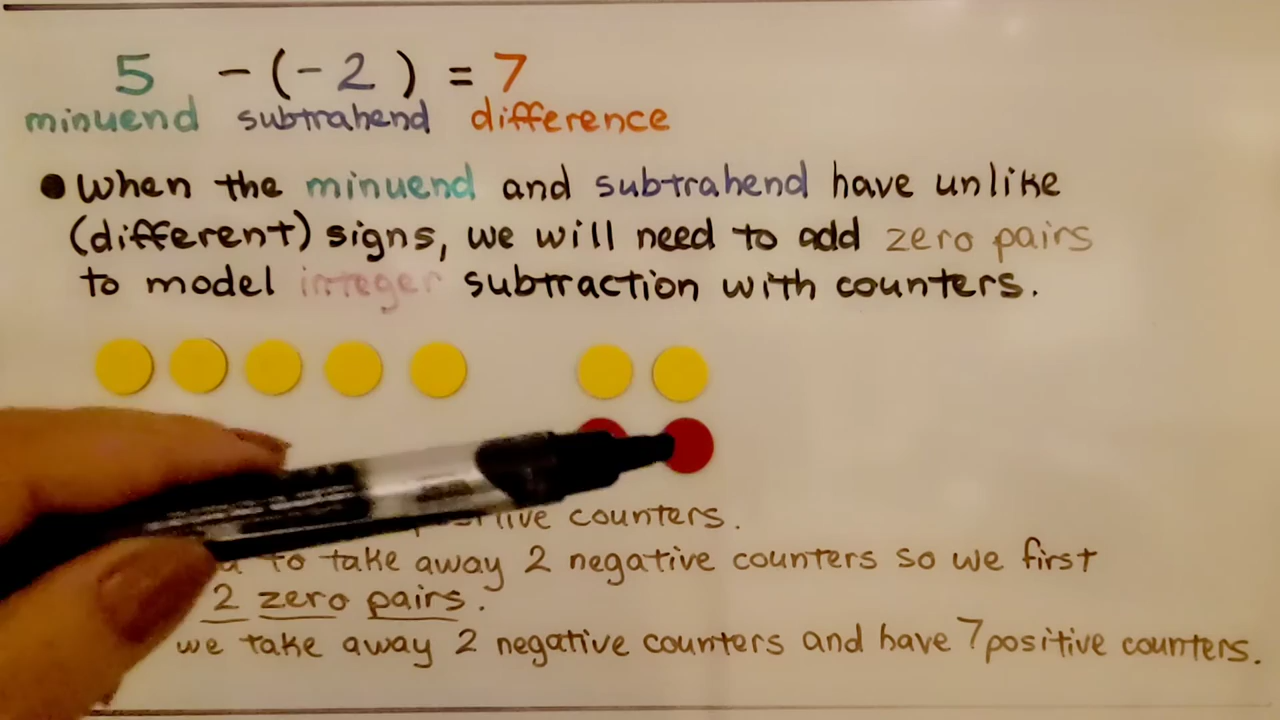 5 - (-2) = 7
minuend subtrahend difference
● When the minuend and subtrahend have unlike
(different) signs, we will need to add zero pairs
to model integer subtraction with counters.
counters.
to take away 2 negative counters so we first
2 zero pairs.
we take away 2 negative counters and have 7 positive counters.